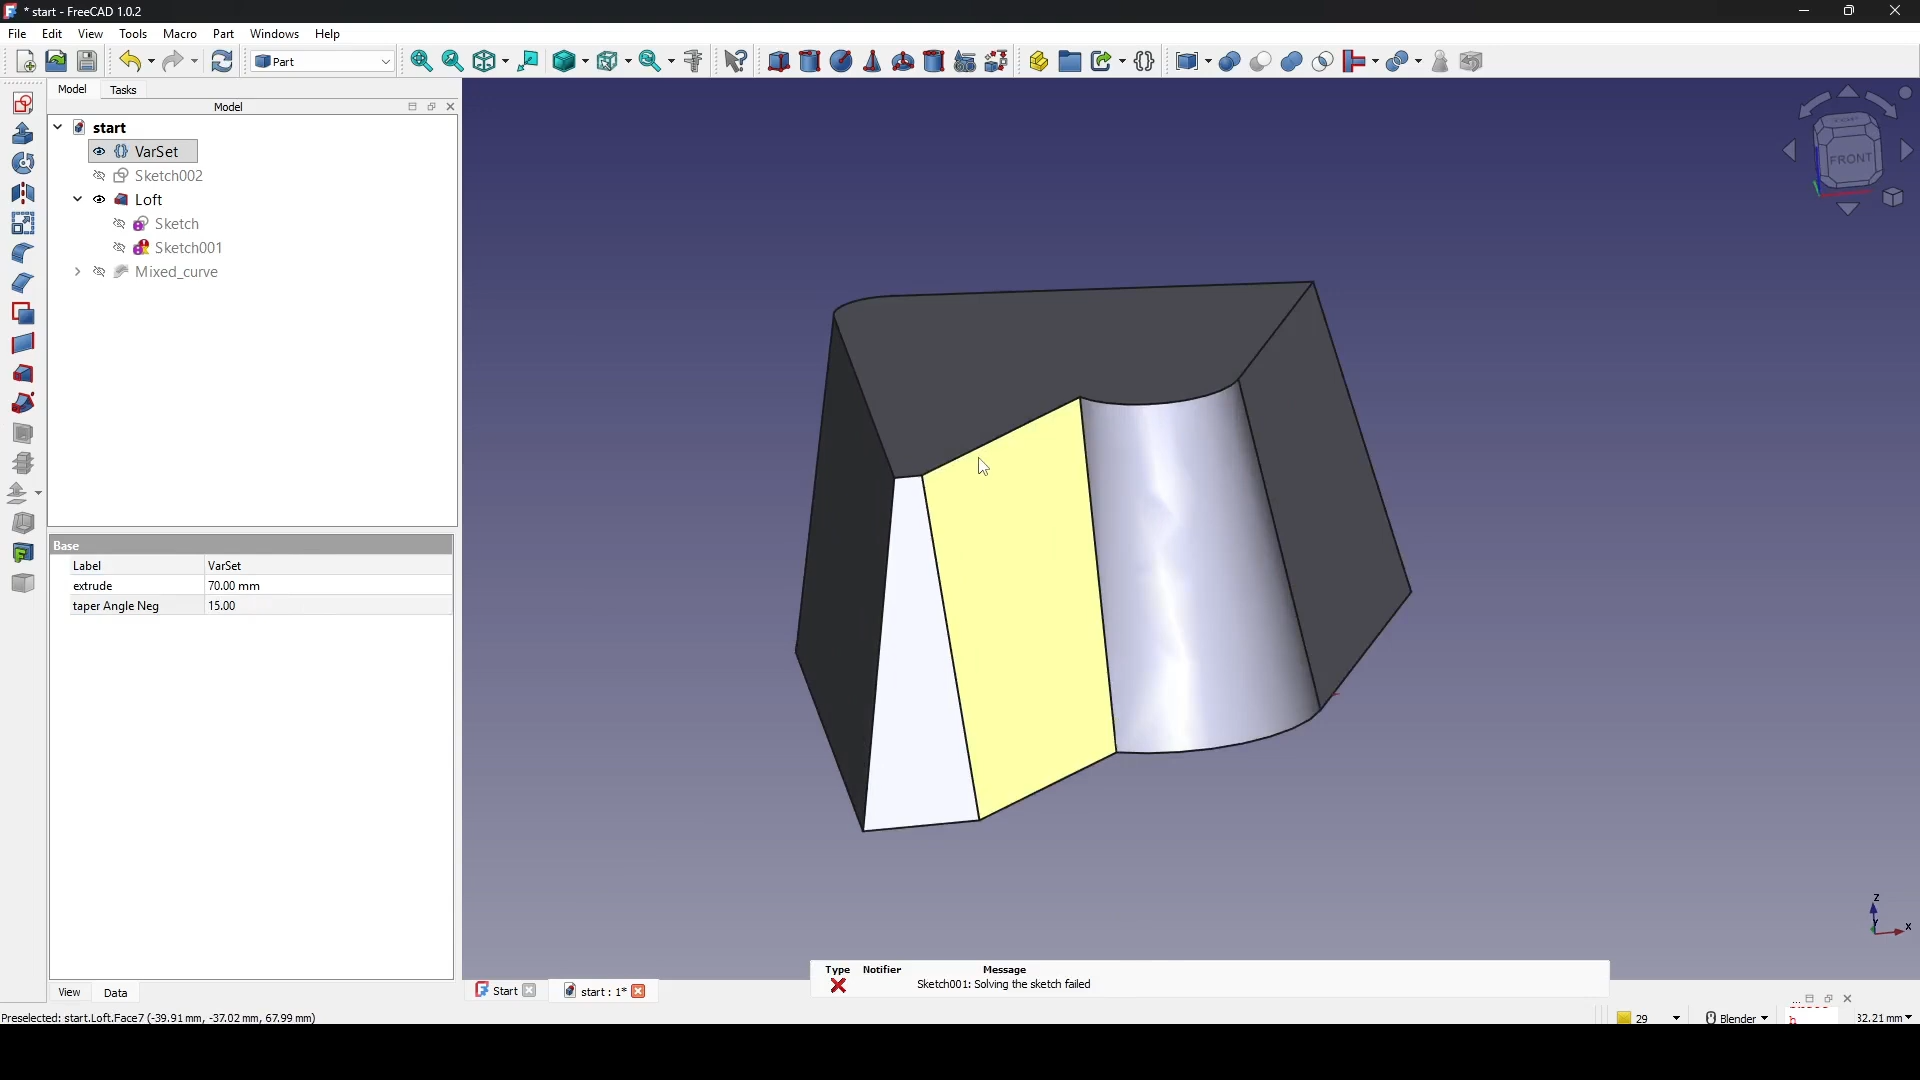 * start - FreeCAD 1.0.2
File Edit View Tools Macro Part Windows Help
Part
Model Tasks
Model
start
VarSet
Sketch002
Loft
Sketch
Sketch001
Mixed_curve
TOP
FRONT
Base
Label VarSet
extrude 70.00 mm
taper Angle Neg 15.00
z
y
x
Type Notifier Message
Sketch001: Solving the sketch failed
View Data
Start
start : 1*
Preselected: start.Loft.Face7 (-39.91 mm, -37.02 mm, 67.99 mm)
29
Blender
32.21 mm